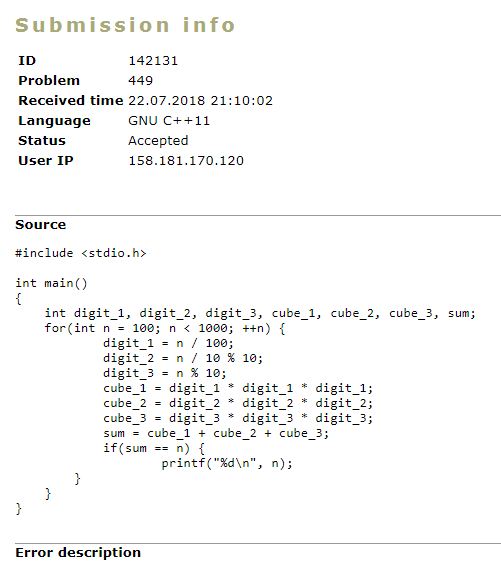 Submission info
ID 142131
Problem 449
Received time 22.07.2018 21:10:02
Language GNU C++11
Status Accepted
User IP 158.181.170.120
Source
#include <stdio.h>
int main()
{
    int digit_1, digit_2, digit_3, cube_1, cube_2, cube_3, sum;
    for(int n = 100; n < 1000; ++n) {
            digit_1 = n / 100;
            digit_2 = n / 10 % 10;
            digit_3 = n % 10;
            cube_1 = digit_1 * digit_1 * digit_1;
            cube_2 = digit_2 * digit_2 * digit_2;
            cube_3 = digit_3 * digit_3 * digit_3;
            sum = cube_1 + cube_2 + cube_3;
            if(sum == n) {
                    printf("%d\n", n);
        }
    }
}
Error description